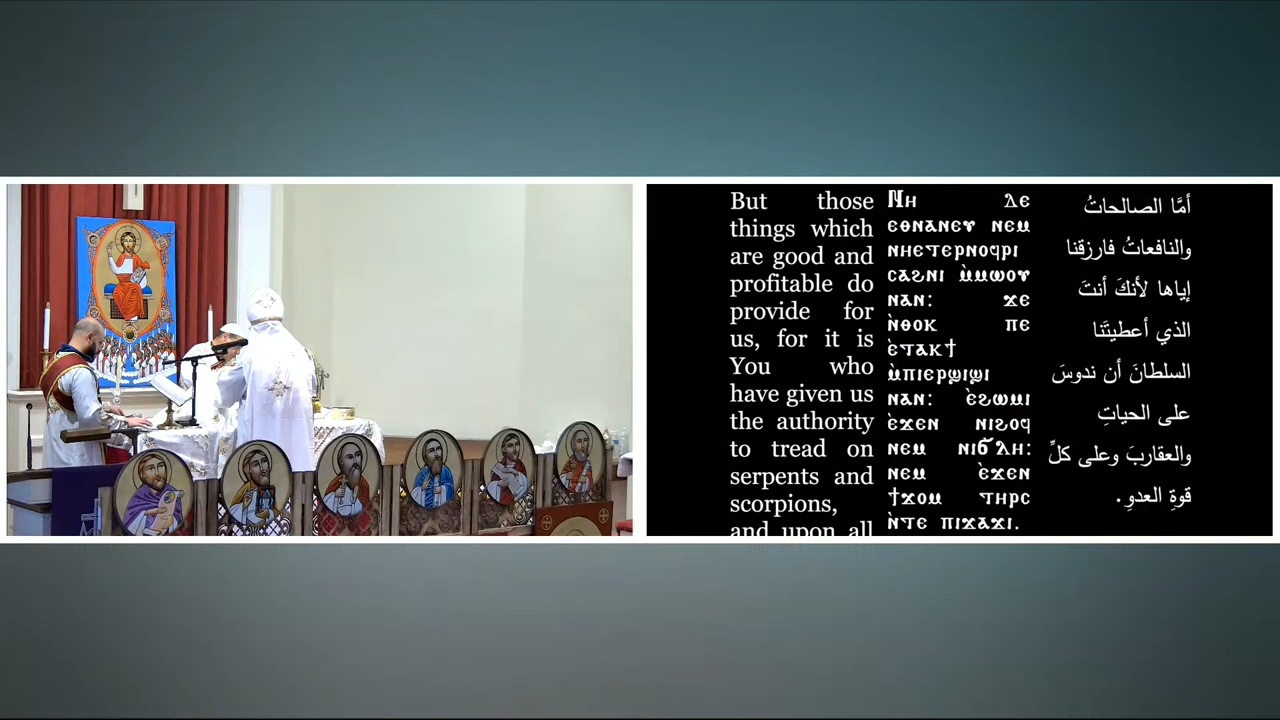 But those
things which
are good and
profitable do
provide for
us, for it is
You who
have given us
the authority
to tread on
serpents and
scorpions,
and upon all
Ⲛⲏ ⲇⲉ
ⲉⲑⲛⲁⲛⲉⲩ ⲛⲉⲙ
ⲛⲏⲉⲧⲉⲣⲛⲟϥⲣⲓ
ⲥⲁϩⲛⲓ ⲙ̀ⲙⲱⲟⲩ
ⲛⲁⲛ: ϫⲉ
ⲛ̀ⲑⲟⲕ ⲡⲉ
ⲉ̀ⲧⲁⲕϯ
ⲙ̀ⲡⲓⲉⲣϣⲓϣⲓ
ⲛⲁⲛ: ⲉ̀ϩⲱⲙⲓ
ⲉ̀ϫⲉⲛ ⲛⲓϩⲟϥ
ⲛⲉⲙ ⲛⲓϭⲗⲏ:
ⲛⲉⲙ ⲉ̀ϫⲉⲛ
ϯϫⲟⲙ ⲧⲏⲣⲥ
ⲛ̀ⲧⲉ ⲡⲓϫⲁϫⲓ.
أمَّا الصالحاتُ
والنافعاتُ فارزقنا
إياها لأنكَ أنتَ
الذي أعطيتَنا
السلطانَ أن ندوسَ
على الحياتِ
والعقاربَ وعلى كلِّ
قوةِ العدوِ.